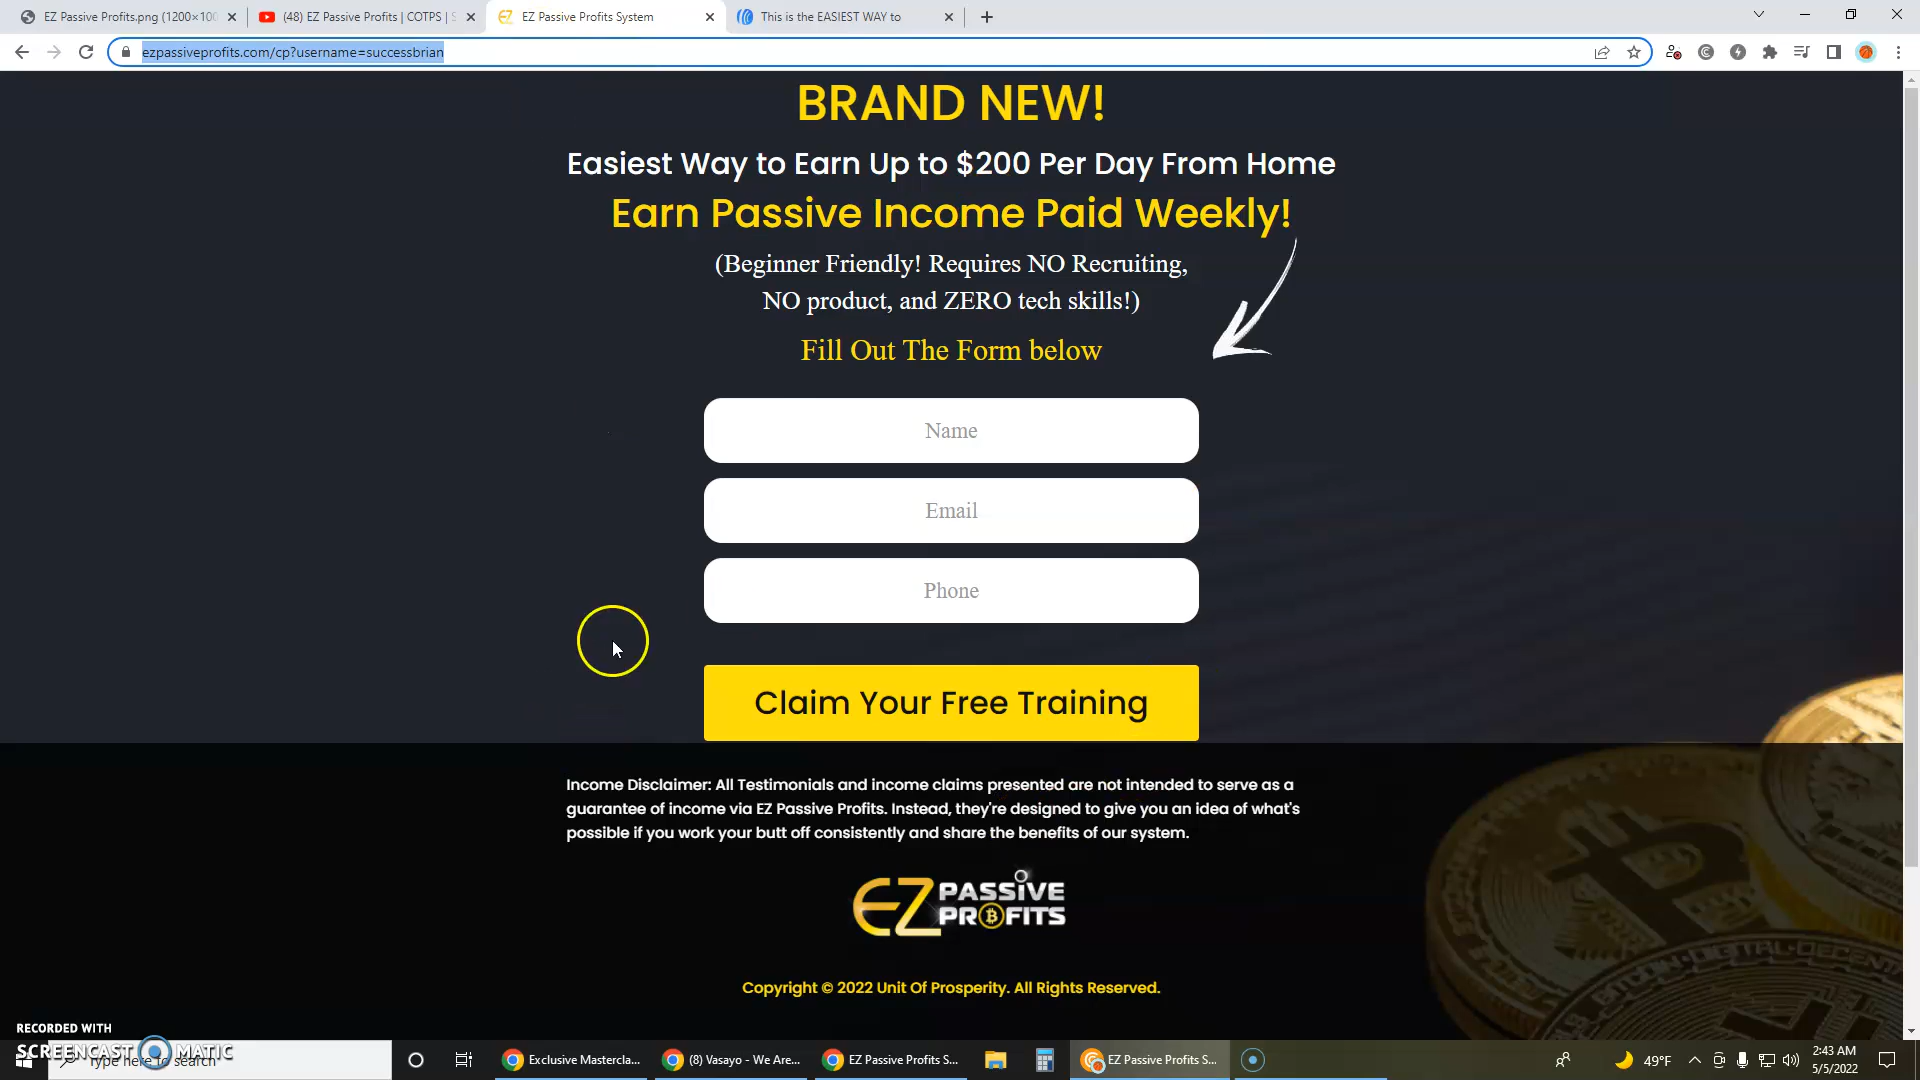 EZ Passive Profits.png (1200×100
(48) EZ Passive Profits | COTPS | S
EZ Passive Profits System
This is the EASIEST WAY to
ezpassiveprofits.com/cp?username=successbrian
BRAND NEW!
Easiest Way to Earn Up to $200 Per Day From Home
Earn Passive Income Paid Weekly!
(Beginner Friendly! Requires NO Recruiting,
NO product, and ZERO tech skills!)
Fill Out The Form below
Name
Email
Phone
Claim Your Free Training
Income Disclaimer: All Testimonials and income claims presented are not intended to serve as a
guarantee of income via EZ Passive Profits. Instead, they're designed to give you an idea of what's
possible if you work your butt off consistently and share the benefits of our system.
EZ PASSIVE
PROFITS
Copyright © 2022 Unit Of Prosperity. All Rights Reserved.
RECORDED WITH
SCREENCAST MATIC
Type here to search
Exclusive Mastercla...
(8) Vasayo - We Are...
EZ Passive Profits S...
EZ Passive Profits S...
49°F
2:43 AM
5/5/2022